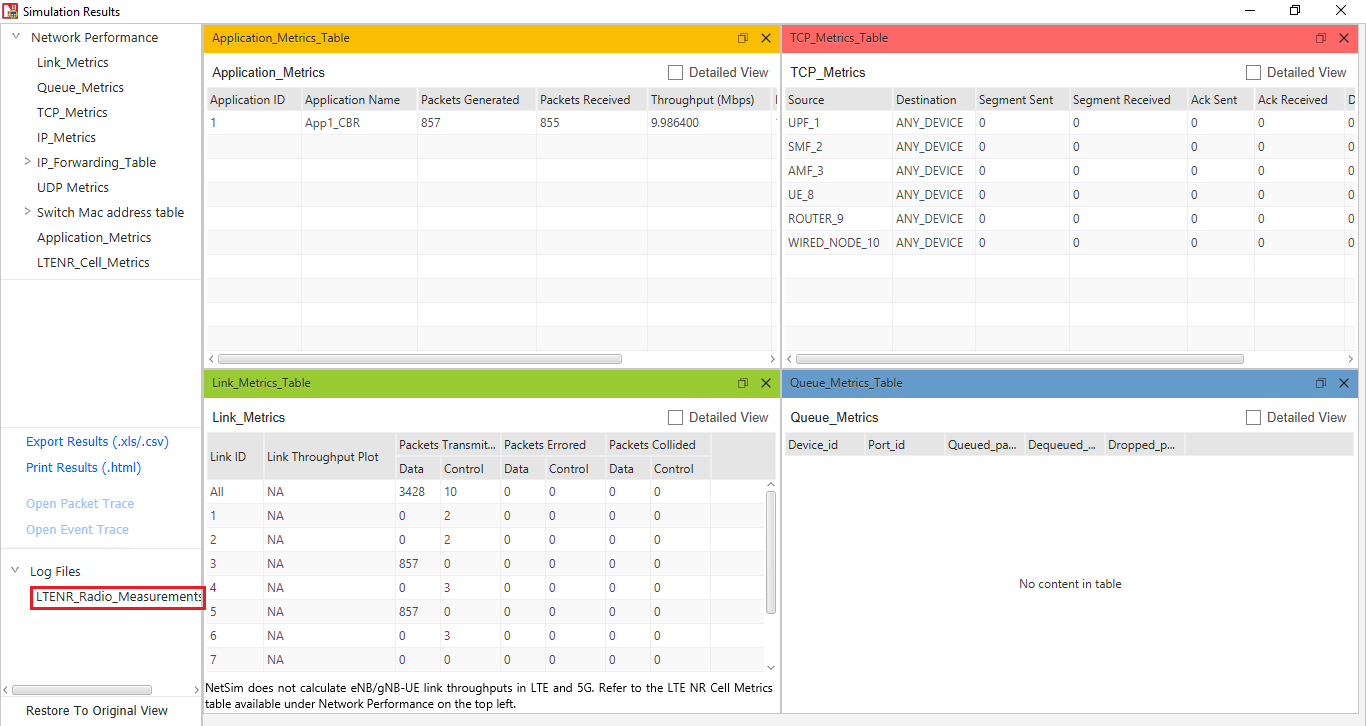 Simulation Results
Network Performance
Link_Metrics
Queue_Metrics
TCP_Metrics
IP_Metrics
IP_Forwarding_Table
UDP Metrics
Switch Mac address table
Application_Metrics
LTENR_Cell_Metrics
Export Results (.xls/.csv)
Print Results (.html)
Open Packet Trace
Open Event Trace
Log Files
LTENR_Radio_Measurements
Restore To Original View
Application_Metrics_Table
Application_Metrics Detailed View
Application ID Application Name Packets Generated Packets Received Throughput (Mbps)
1 App1_CBR 857 855 9.986400
TCP_Metrics_Table
TCP_Metrics Detailed View
Source Destination Segment Sent Segment Received Ack Sent Ack Received D
UPF_1 ANY_DEVICE 0 0 0 0 0
SMF_2 ANY_DEVICE 0 0 0 0 0
AMF_3 ANY_DEVICE 0 0 0 0 0
UE_8 ANY_DEVICE 0 0 0 0 0
ROUTER_9 ANY_DEVICE 0 0 0 0 0
WIRED_NODE_10 ANY_DEVICE 0 0 0 0 0
Link_Metrics_Table
Link_Metrics Detailed View
Link ID Link Throughput Plot Packets Transmit... Packets Errored Packets Collided
Data Control Data Control Data Control
All NA 3428 10 0 0 0 0
1 NA 0 2 0 0 0 0
2 NA 0 2 0 0 0 0
3 NA 857 0 0 0 0 0
4 NA 0 3 0 0 0 0
5 NA 857 0 0 0 0 0
6 NA 0 3 0 0 0 0
7 NA 0 0 0 0 0 0
NetSim does not calculate eNB/gNB-UE link throughputs in LTE and 5G. Refer to the LTE NR Cell Metrics
table available under Network Performance on the top left.
Queue_Metrics_Table
Queue_Metrics Detailed View
Device_id Port_id Queued_pa... Dequeued_... Dropped_p...
No content in table